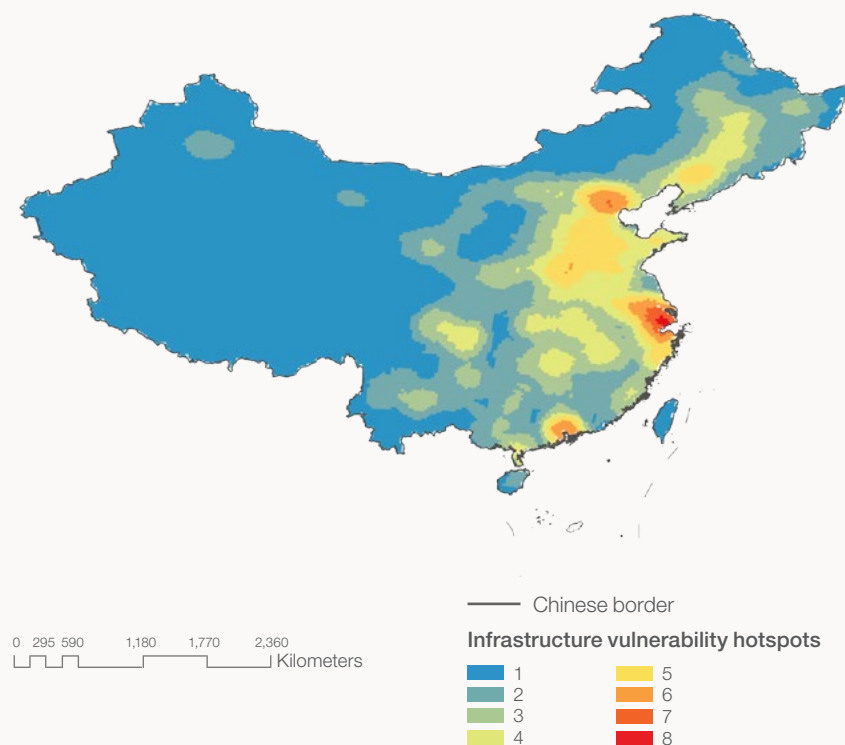 Chinese border
0 295 590 1,180 1,770 2,360
Kilometers
Infrastructure vulnerability hotspots
1 5
2 6
3 7
4 8